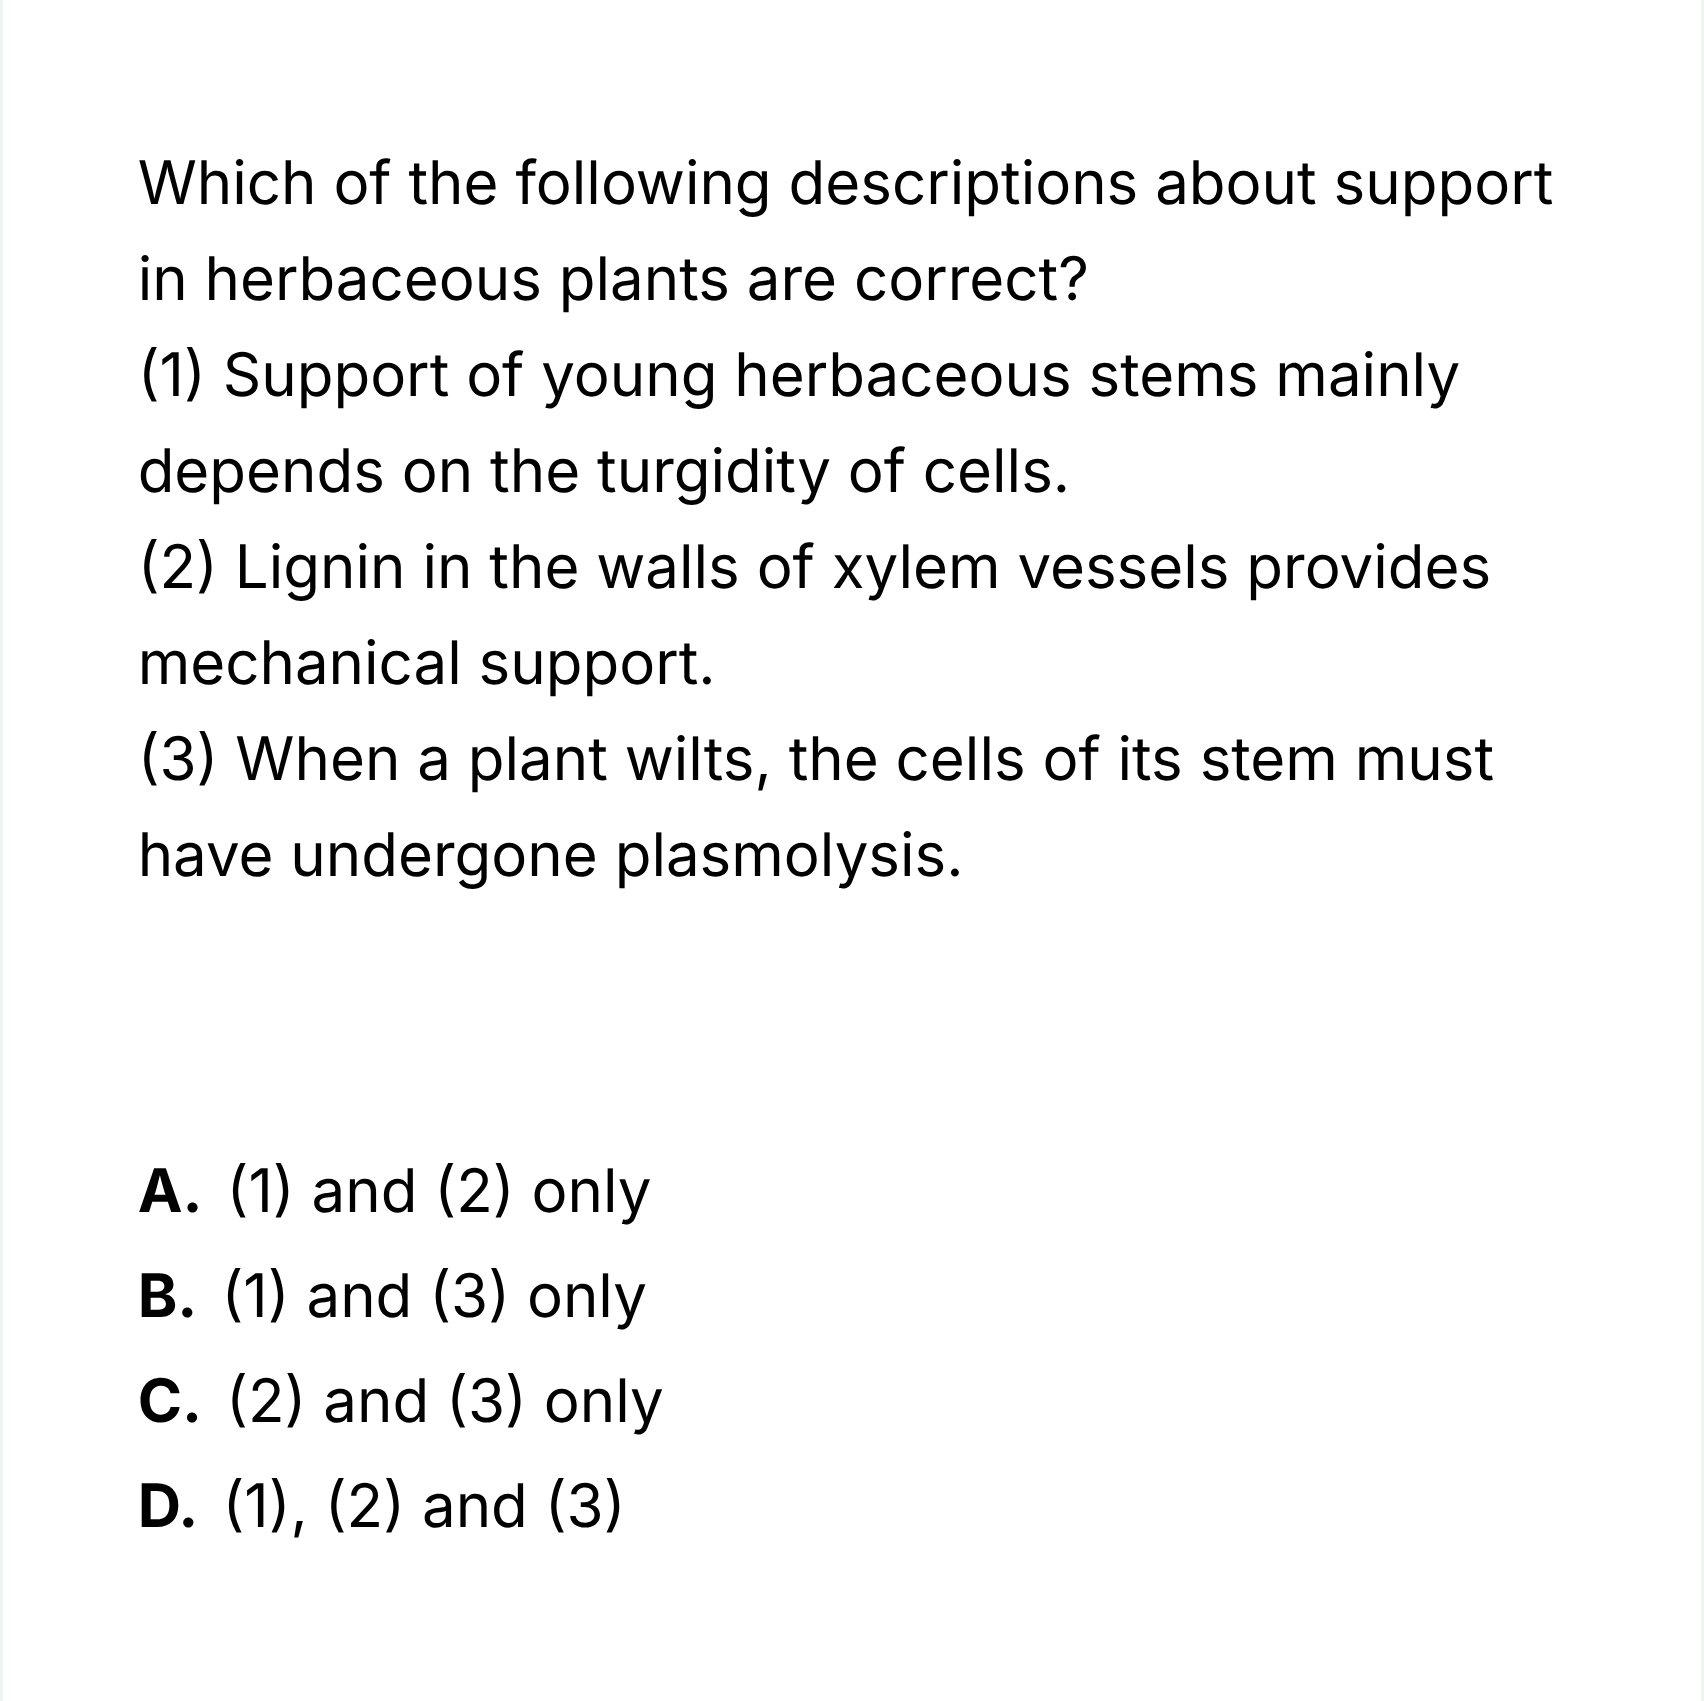 Which of the following descriptions about support
in herbaceous plants are correct?
(1) Support of young herbaceous stems mainly
depends on the turgidity of cells.
(2) Lignin in the walls of xylem vessels provides
mechanical support.
(3) When a plant wilts, the cells of its stem must
have undergone plasmolysis.
A. (1) and (2) only
B. (1) and (3) only
C. (2) and (3) only
D. (1), (2) and (3)